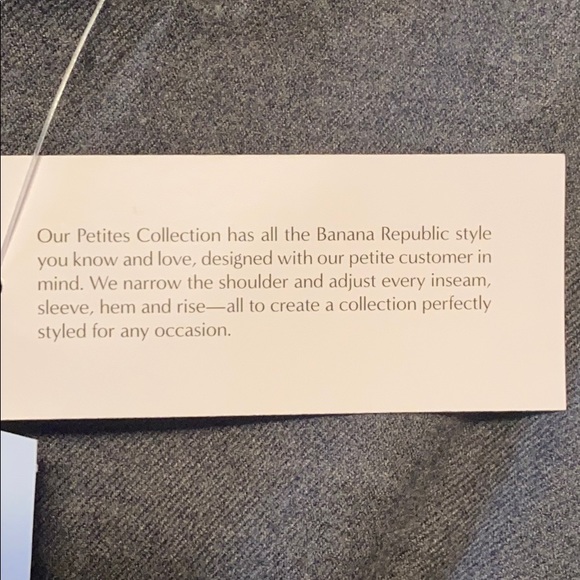 Our Petites Collection has all the Banana Republic style
you know and love, designed with our petite customer in
mind. We narrow the shoulder and adjust every inseam,
sleeve, hem and rise—all to create a collection perfectly
styled for any occasion.